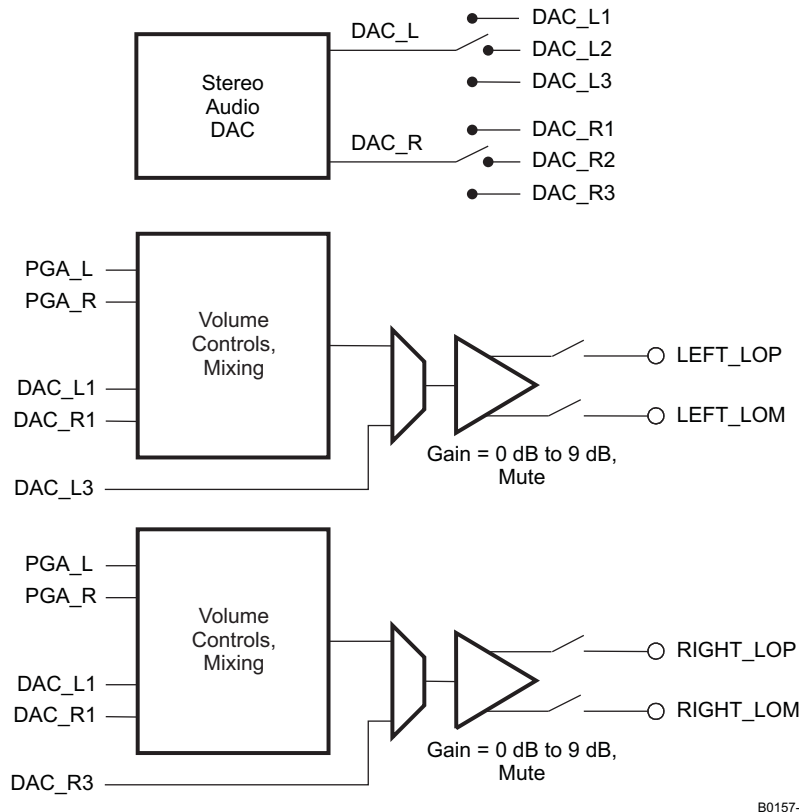 DAC_L
DAC_L1
DAC_L2
DAC_L3
Stereo
Audio
DAC
DAC_R
DAC_R1
DAC_R2
DAC_R3
PGA_L
PGA_R
DAC_L1
DAC_R1
DAC_L3
Volume
Controls,
Mixing
LEFT_LOP
LEFT_LOM
Gain = 0 dB to 9 dB,
Mute
PGA_L
PGA_R
DAC_L1
DAC_R1
DAC_R3
Volume
Controls,
Mixing
RIGHT_LOP
RIGHT_LOM
Gain = 0 dB to 9 dB,
Mute
B0157-